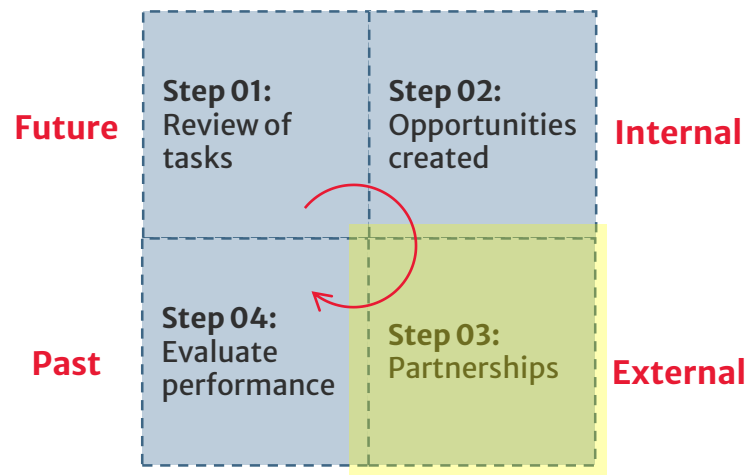 Future
Step 01:
Review of
tasks
Step 02:
Opportunities
created
Internal
Past
Step 04:
Evaluate
performance
Step 03:
Partnerships
External